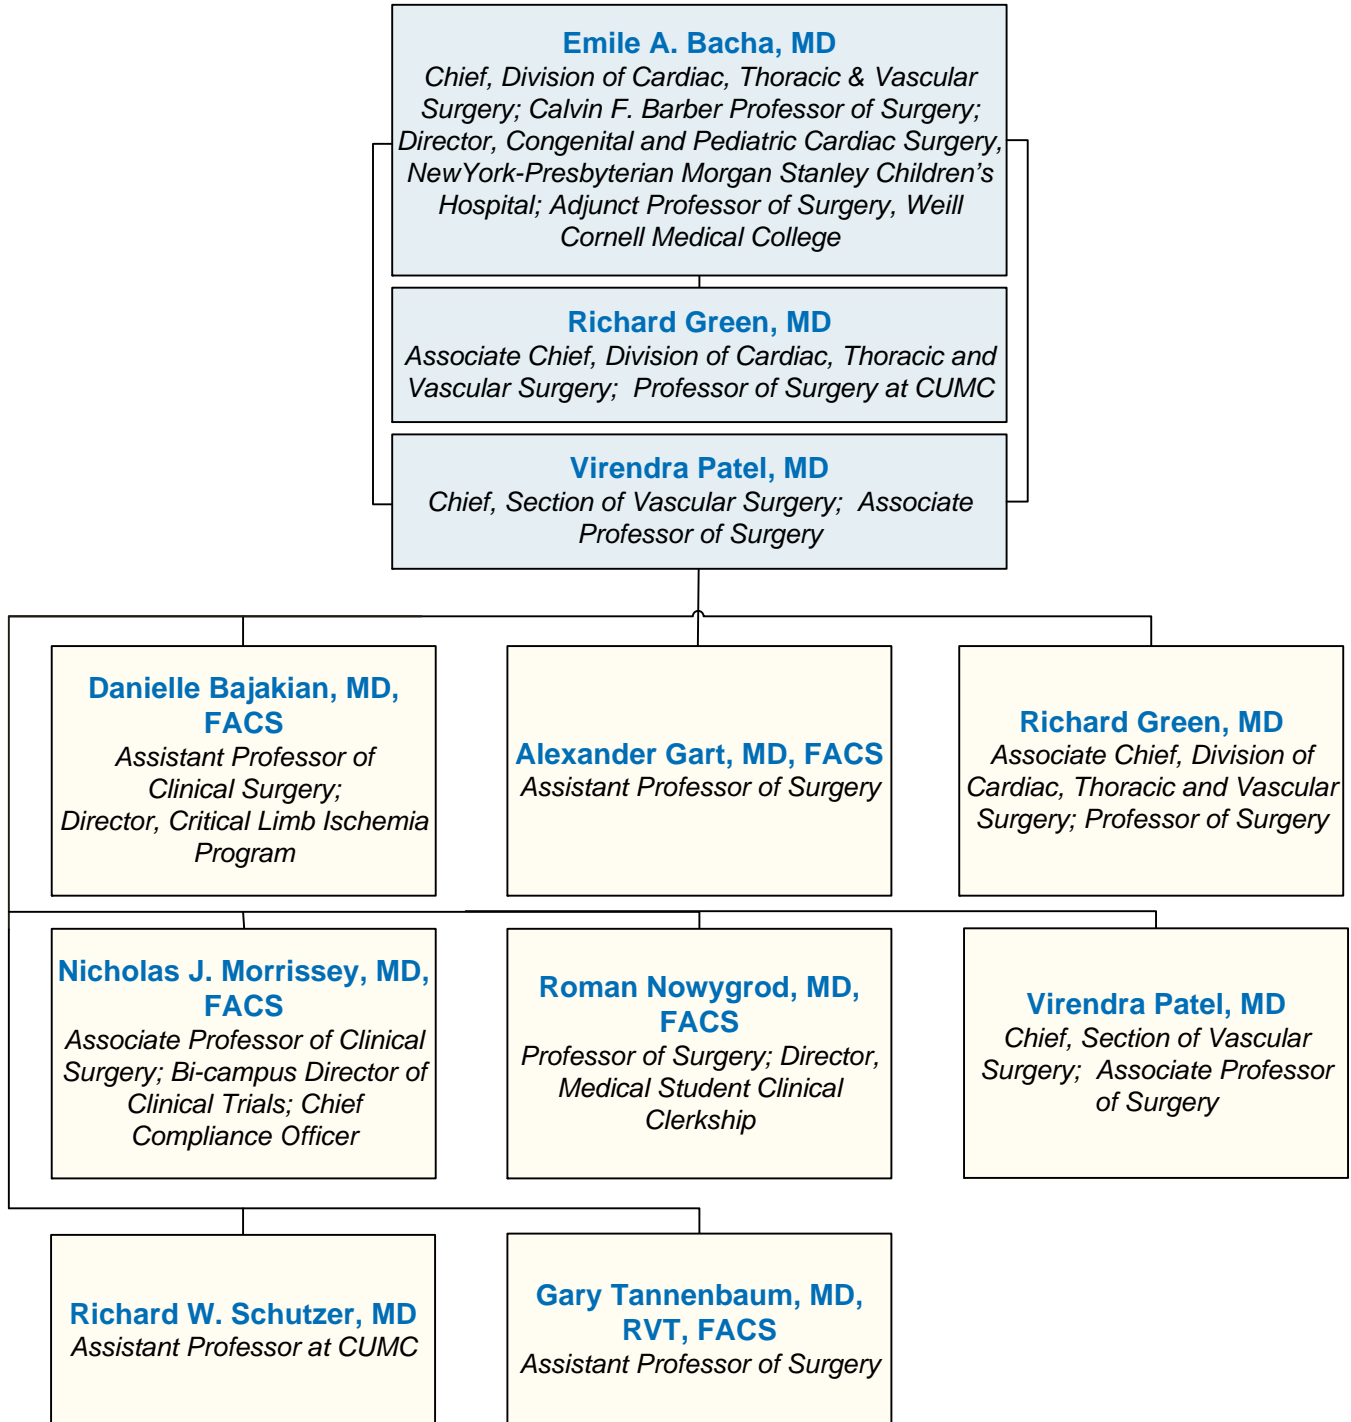 Emile A. Bacha, MD
Chief, Division of Cardiac, Thoracic & Vascular
Surgery; Calvin F. Barber Professor of Surgery;
Director, Congenital and Pediatric Cardiac Surgery,
NewYork-Presbyterian Morgan Stanley Children's
Hospital; Adjunct Professor of Surgery, Weill
Cornell Medical College
Richard Green, MD
Associate Chief, Division of Cardiac, Thoracic and
Vascular Surgery; Professor of Surgery at CUMC
Virendra Patel, MD
Chief, Section of Vascular Surgery; Associate
Professor of Surgery
Danielle Bajakian, MD,
FACS
Assistant Professor of
Clinical Surgery;
Director, Critical Limb Ischemia
Program
Alexander Gart, MD, FACS
Assistant Professor of Surgery
Richard Green, MD
Associate Chief, Division of
Cardiac, Thoracic and Vascular
Surgery; Professor of Surgery
Nicholas J. Morrissey, MD,
FACS
Associate Professor of Clinical
Surgery; Bi-campus Director of
Clinical Trials; Chief
Compliance Officer
Roman Nowygrod, MD,
FACS
Professor of Surgery; Director,
Medical Student Clinical
Clerkship
Virendra Patel, MD
Chief, Section of Vascular
Surgery; Associate Professor
of Surgery
Richard W. Schutzer, MD
Assistant Professor at CUMC
Gary Tannenbaum, MD,
RVT, FACS
Assistant Professor of Surgery